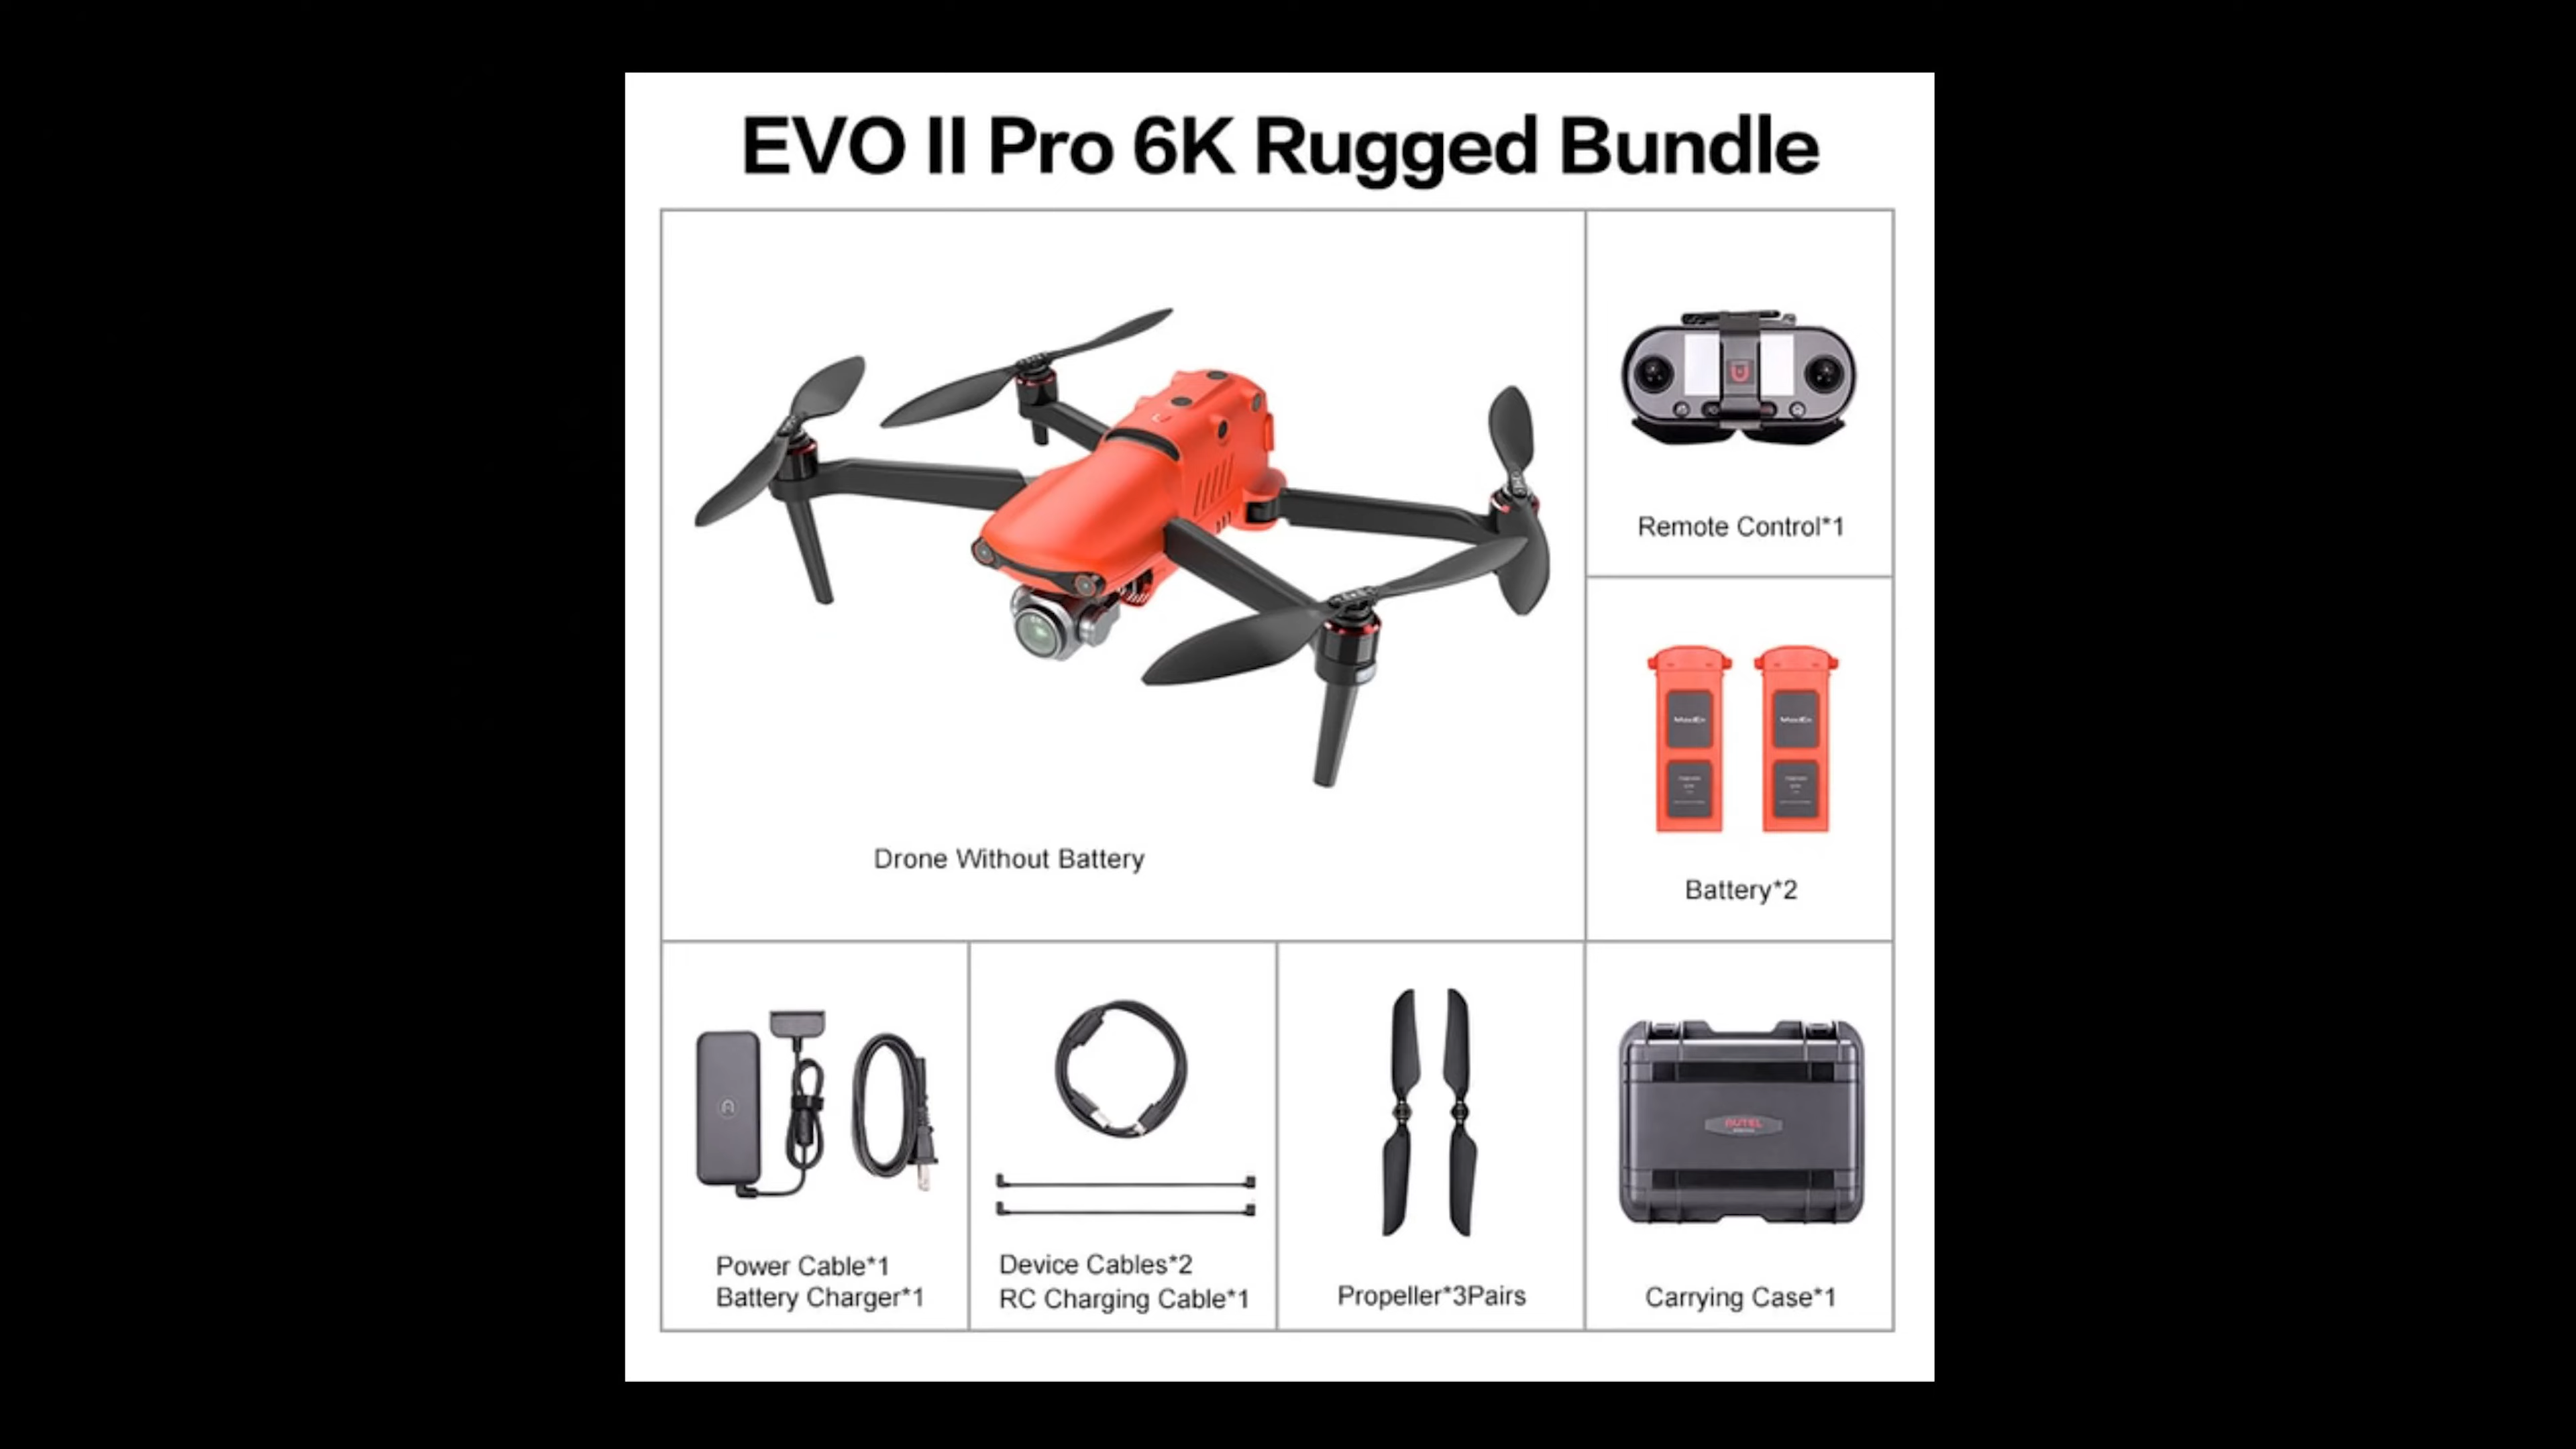 EVO II Pro 6K Rugged Bundle
Drone Without Battery
Remote Control*1
Battery*2
Power Cable*1
Battery Charger*1
Device Cables*2
RC Charging Cable*1
Propeller*3Pairs
AUTEL
Carrying Case*1